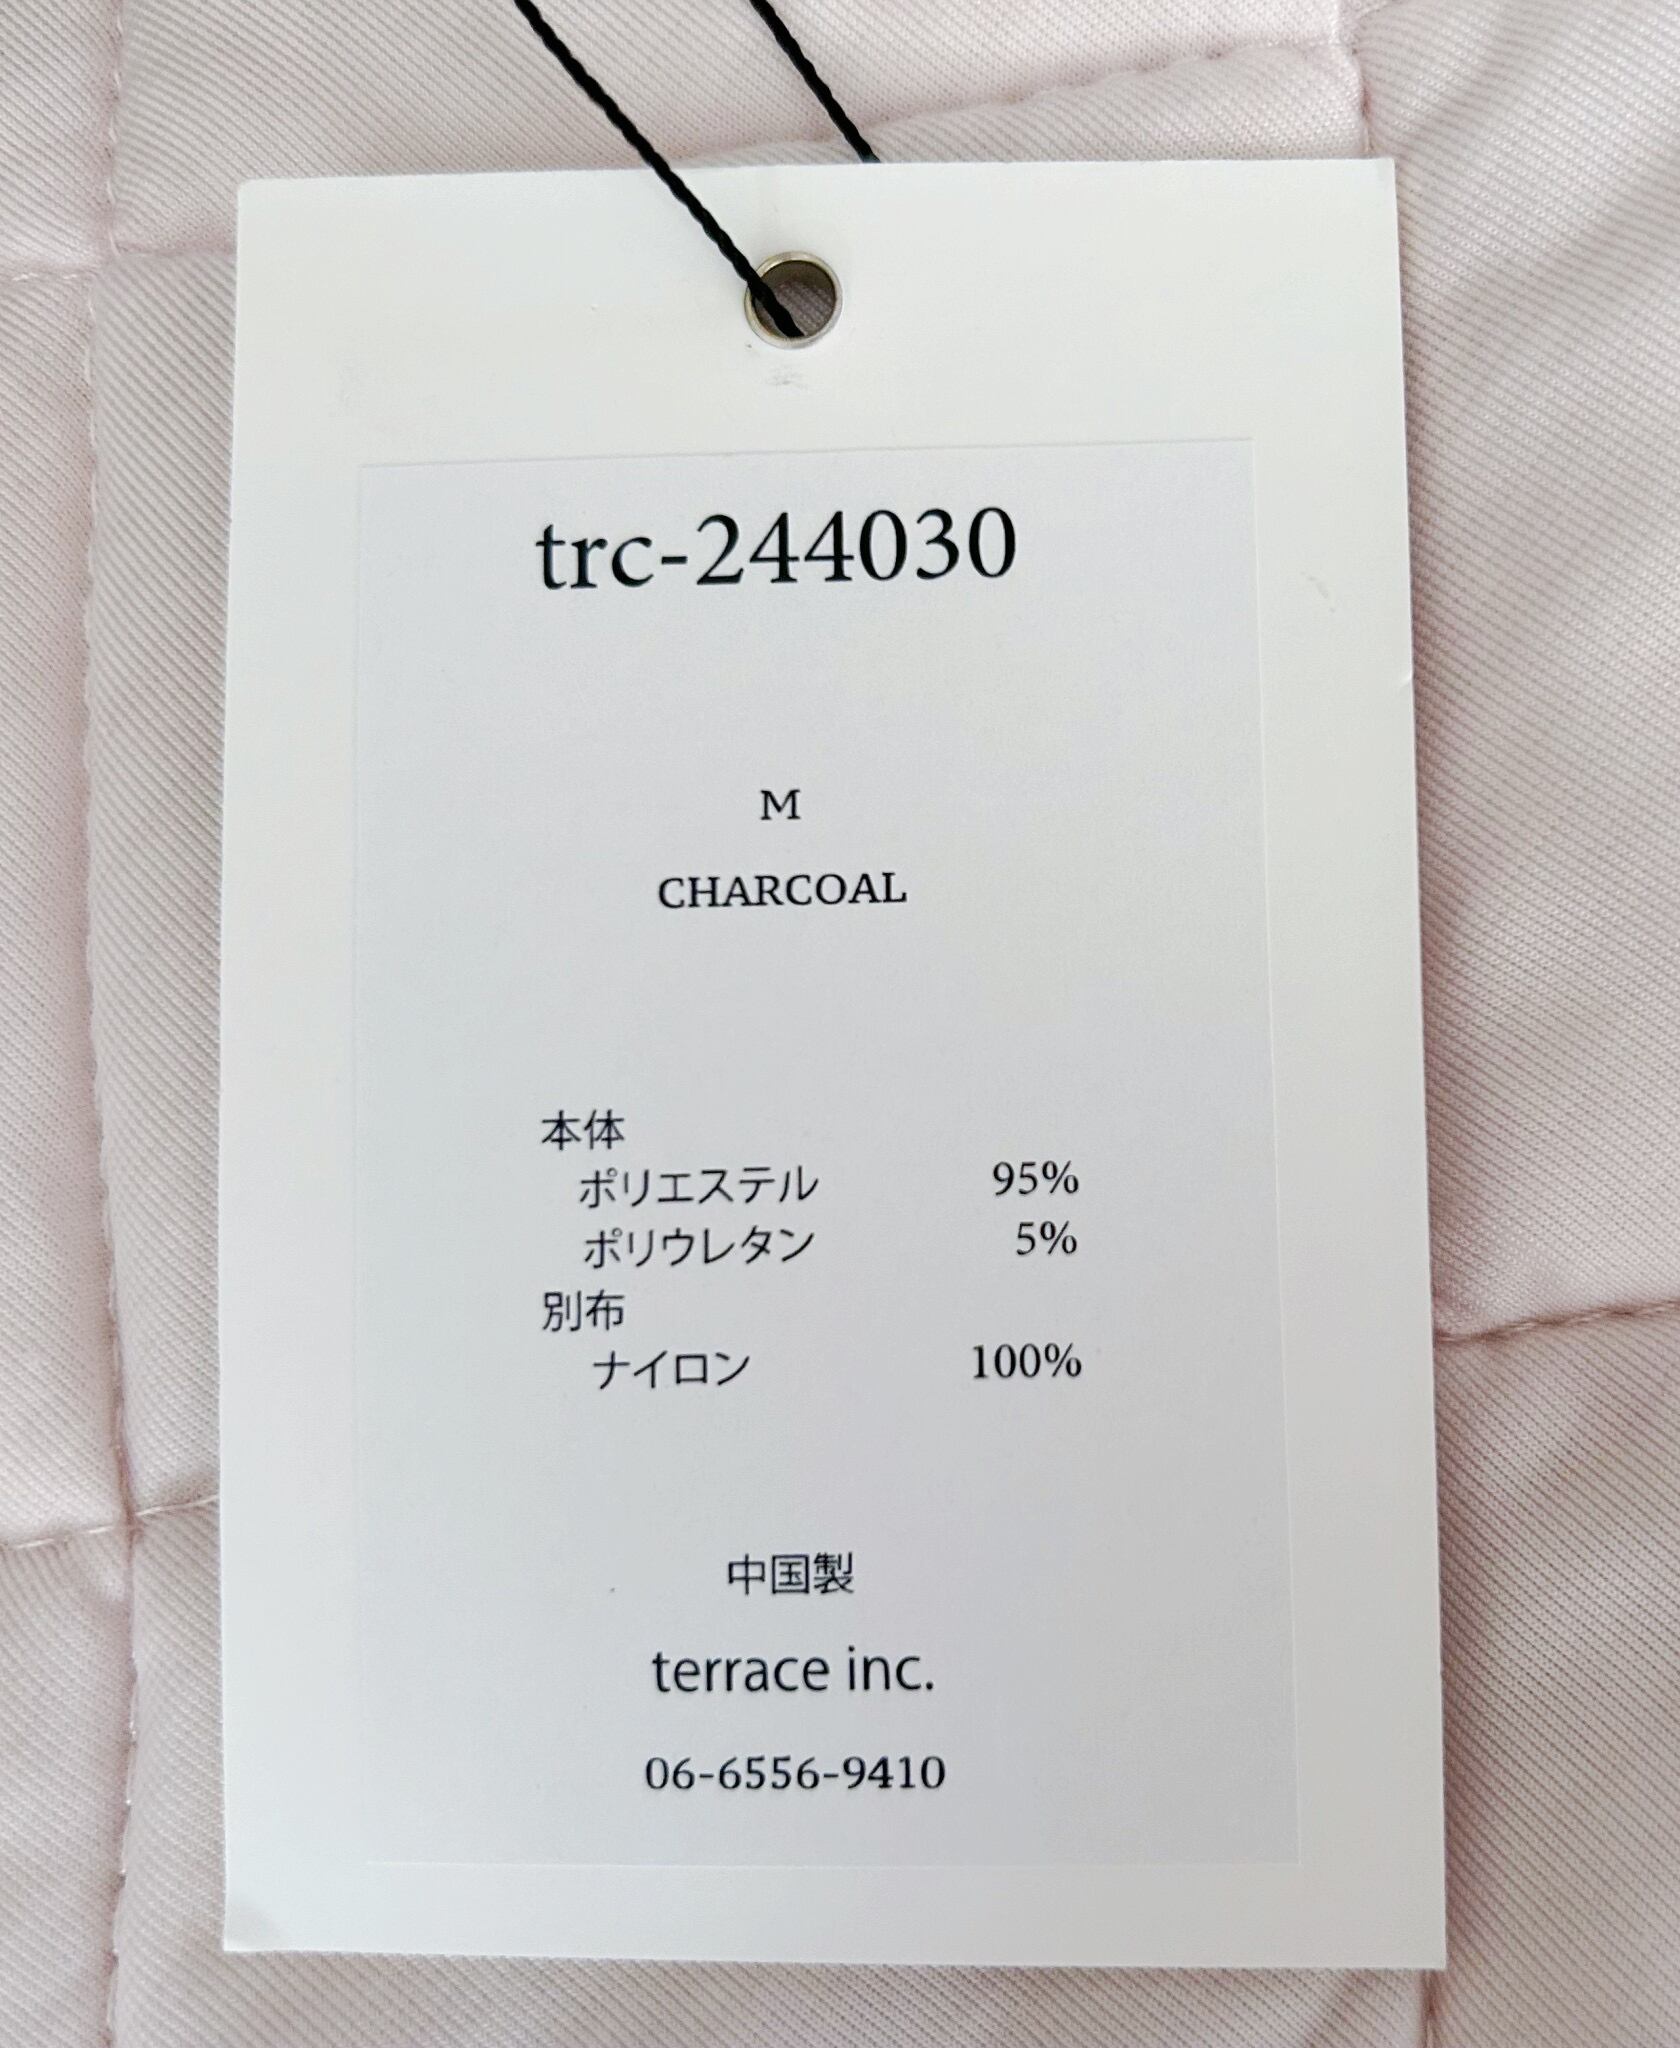 trc-244030
M
CHARCOAL
本体
ポリエステル 95%
ポリウレタン 5%
別布
ナイロン 100%
中国製
terrace inc.
06-6556-9410